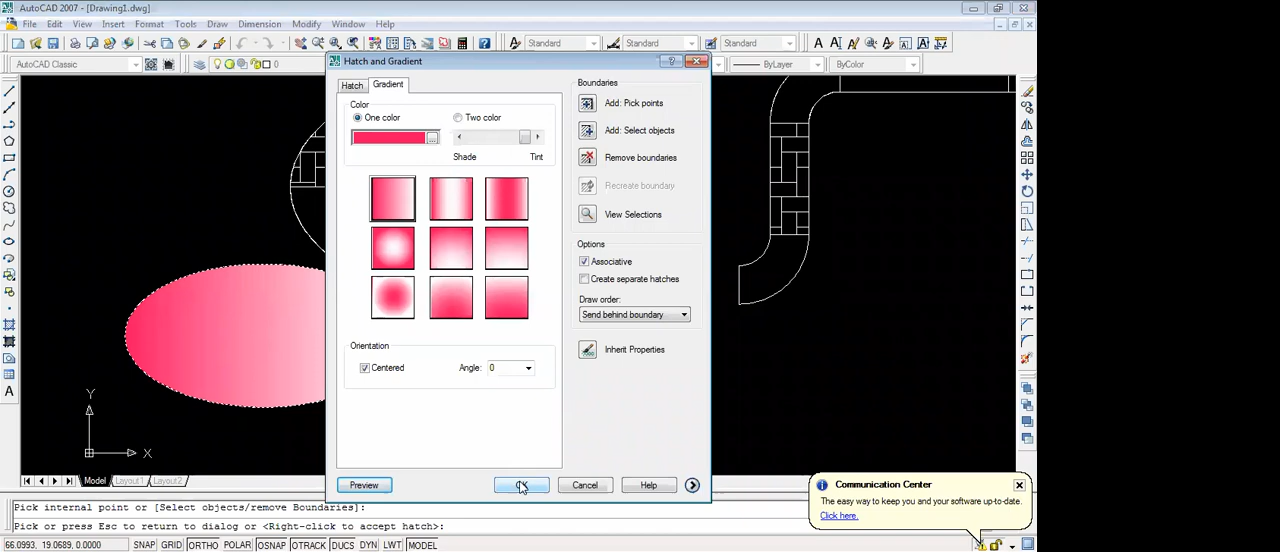 AutoCAD 2007 - [Drawing1.dwg]
File Edit View Insert Format Tools Draw Dimension Modify Window Help
Standard Standard Standard
AutoCAD Classic 0 ByLayer ByColor
Hatch and Gradient
Hatch Gradient
Color
One color Two color
Shade Tint
Orientation
Centered Angle: 0
Boundaries
Add: Pick points
Add: Select objects
Remove boundaries
Recreate boundary
View Selections
Options
Associative
Create separate hatches
Draw order:
Send behind boundary
Inherit Properties
Preview Cancel Help
Y
X
Model Layout1 Layout2
Communication Center
The easy way to keep you and your software up-to-date.
Click here.
Pick internal point or [Select objects/remove Boundaries]:
Pick or press Esc to return to dialog or <Right-click to accept hatch>:
66.0993, 19.0689, 0.0000 SNAP GRID ORTHO POLAR OSNAP OTRACK DUCS DYN LWT MODEL